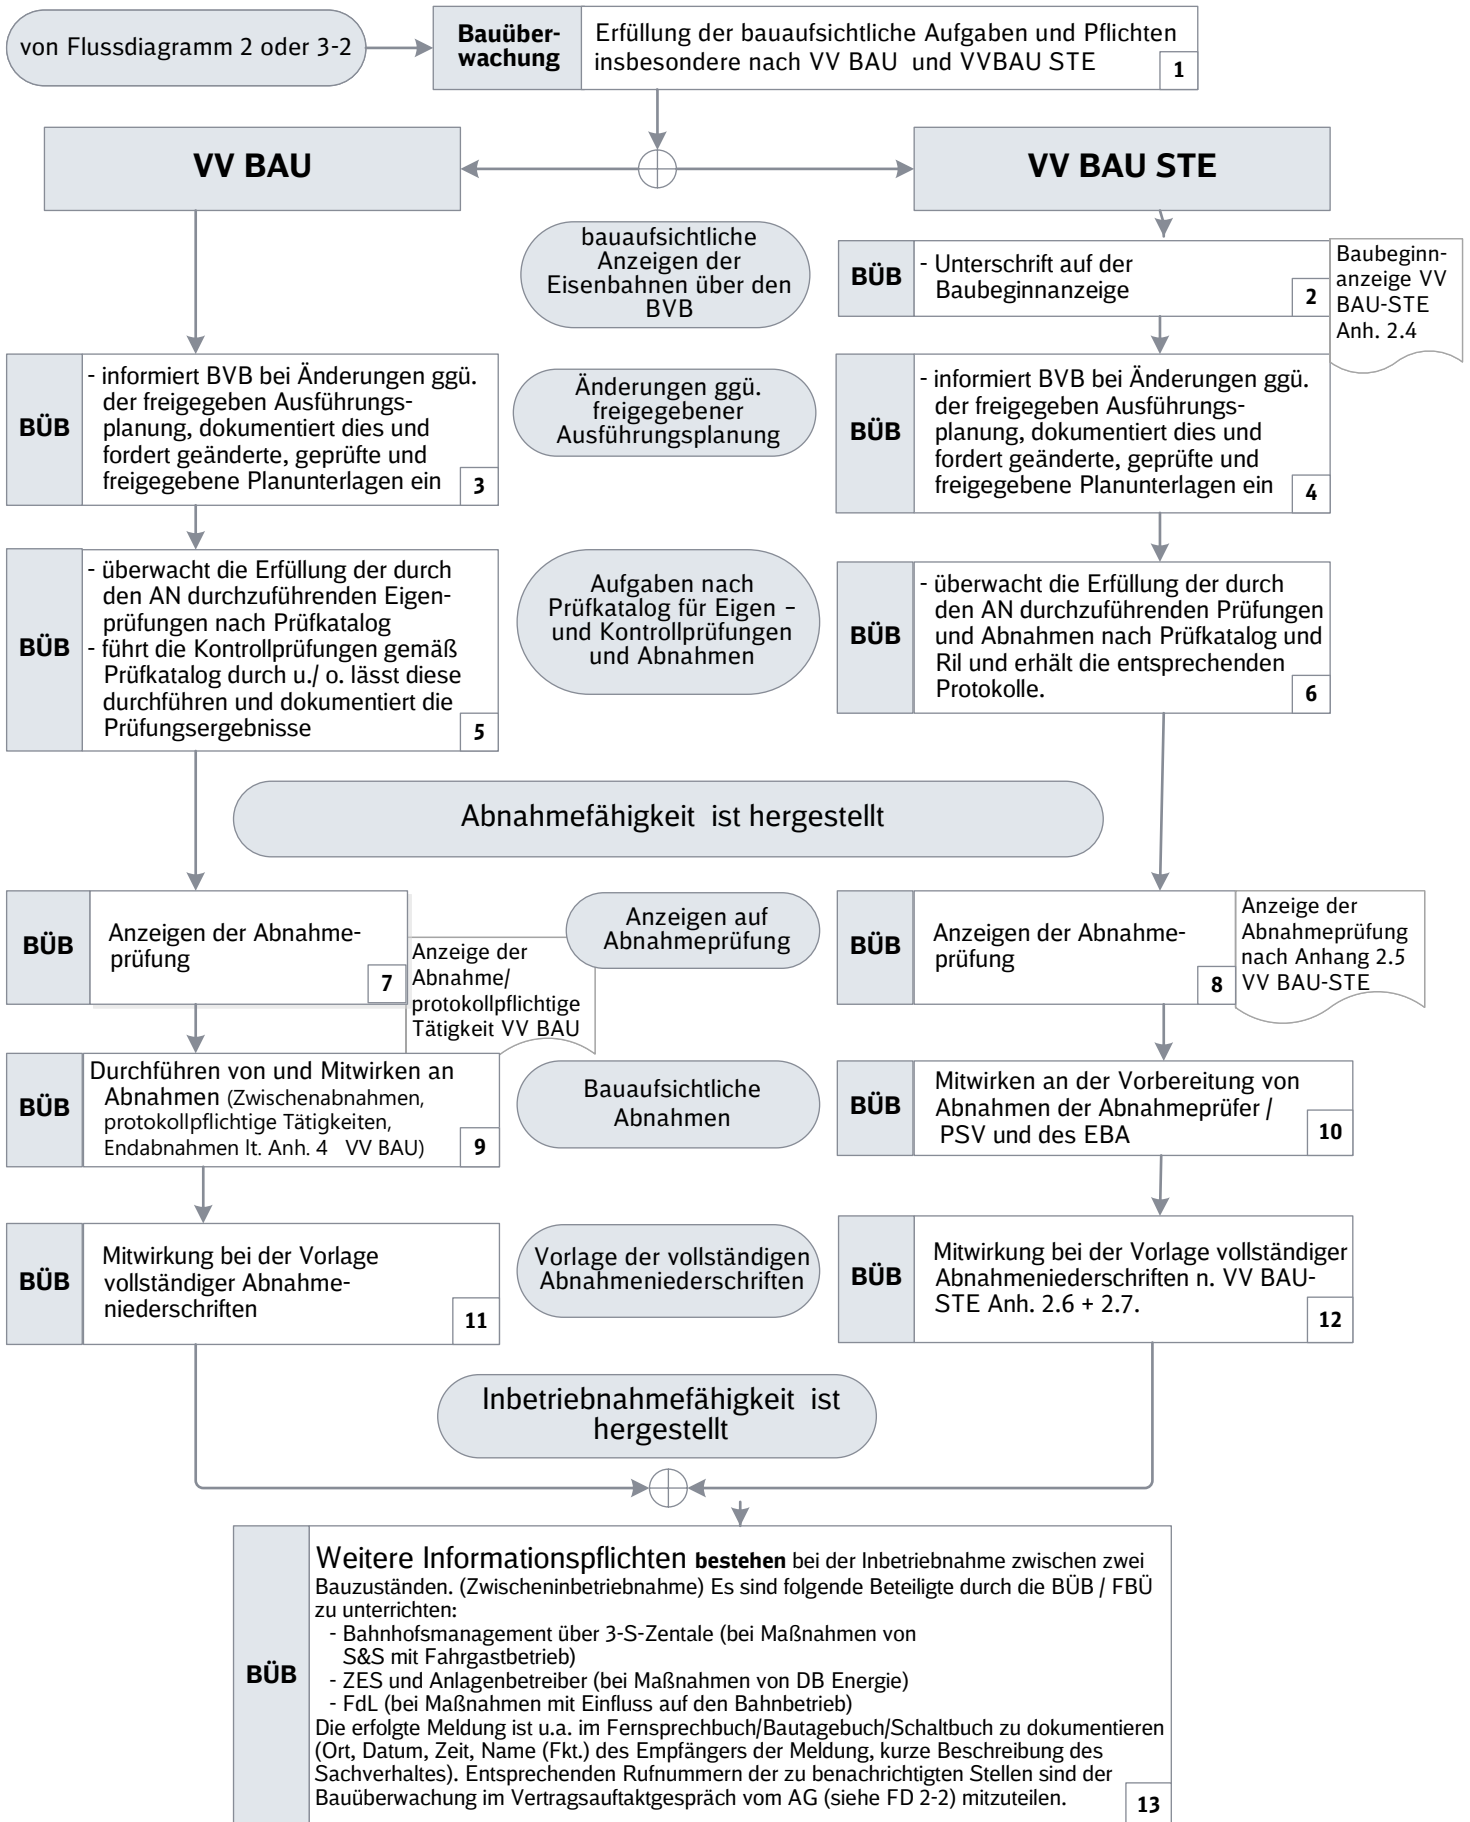 von Flussdiagramm 2 oder 3-2
Bauüber-
wachung
Erfüllung der bauaufsichtliche Aufgaben und Pflichten
insbesondere nach VV BAU und VVBAU STE
1
VV BAU
VV BAU STE
bauaufsichtliche
Anzeigen der
Eisenbahnen über den
BVB
BÜB
- Unterschrift auf der
Baubeginnanzeige
2
Baubeginn-
anzeige VV
BAU-STE
Anh. 2.4
BÜB
- informiert BVB bei Änderungen ggü.
der freigegeben Ausführungs-
planung, dokumentiert dies und
fordert geänderte, geprüfte und
freigegebene Planunterlagen ein
3
Änderungen ggü.
freigegebener
Ausführungsplanung
BÜB
- informiert BVB bei Änderungen ggü.
der freigegeben Ausführungs-
planung, dokumentiert dies und
fordert geänderte, geprüfte und
freigegebene Planunterlagen ein
4
BÜB
- überwacht die Erfüllung der durch
den AN durchzuführenden Eigen-
prüfungen nach Prüfkatalog
- führt die Kontrollprüfungen gemäß
Prüfkatalog durch u./ o. lässt diese
durchführen und dokumentiert die
Prüfungsergebnisse
5
Aufgaben nach
Prüfkatalog für Eigen –
und Kontrollprüfungen
und Abnahmen
BÜB
- überwacht die Erfüllung der durch
den AN durchzuführenden Prüfungen
und Abnahmen nach Prüfkatalog und
Ril und erhält die entsprechenden
Protokolle.
6
Abnahmefähigkeit ist hergestellt
BÜB
Anzeigen der Abnahme-
prüfung
7
Anzeige der
Abnahme/
protokollpflichtige
Tätigkeit VV BAU
Anzeigen auf
Abnahmeprüfung
BÜB
Anzeigen der Abnahme-
prüfung
8
Anzeige der
Abnahmeprüfung
nach Anhang 2.5
VV BAU-STE
BÜB
Durchführen von und Mitwirken an
Abnahmen (Zwischenabnahmen,
protokollpflichtige Tätigkeiten,
Endabnahmen lt. Anh. 4 VV BAU)
9
Bauaufsichtliche
Abnahmen
BÜB
Mitwirken an der Vorbereitung von
Abnahmen der Abnahmeprüfer /
PSV und des EBA
10
BÜB
Mitwirkung bei der Vorlage
vollständiger Abnahme-
niederschriften
11
Vorlage der vollständigen
Abnahmeniederschriften
BÜB
Mitwirkung bei der Vorlage vollständiger
Abnahmeniederschriften n. VV BAU-
STE Anh. 2.6 + 2.7.
12
Inbetriebnahmefähigkeit ist
hergestellt
BÜB
Weitere Informationspflichten bestehen bei der Inbetriebnahme zwischen zwei
Bauzuständen. (Zwischeninbetriebnahme) Es sind folgende Beteiligte durch die BÜB / FBÜ
zu unterrichten:
- Bahnhofsmanagement über 3-S-Zentale (bei Maßnahmen von
S&S mit Fahrgastbetrieb)
- ZES und Anlagenbetreiber (bei Maßnahmen von DB Energie)
- FdL (bei Maßnahmen mit Einfluss auf den Bahnbetrieb)
Die erfolgte Meldung ist u.a. im Fernsprechbuch/Bautagebuch/Schaltbuch zu dokumentieren
(Ort, Datum, Zeit, Name (Fkt.) des Empfängers der Meldung, kurze Beschreibung des
Sachverhaltes). Entsprechenden Rufnummern der zu benachrichtigten Stellen sind der
Bauüberwachung im Vertragsauftaktgespräch vom AG (siehe FD 2-2) mitzuteilen.
13